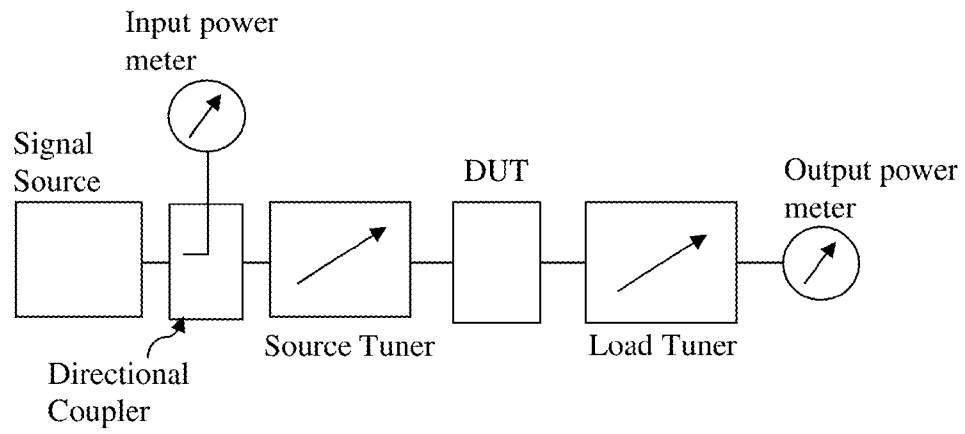 Input power
meter
Signal
Source
DUT
Output power
meter
Source Tuner
Load Tuner
Directional
Coupler